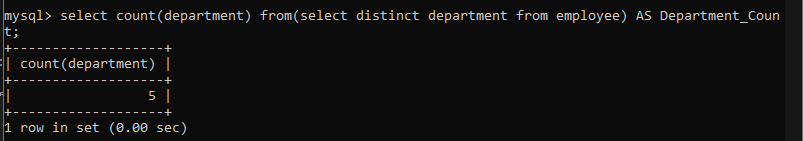 mysql> select count(department) from(select distinct department from employee) AS Department_Coun
t;
+-------------------+
| count(department) |
+-------------------+
|                 5 |
+-------------------+
1 row in set (0.00 sec)